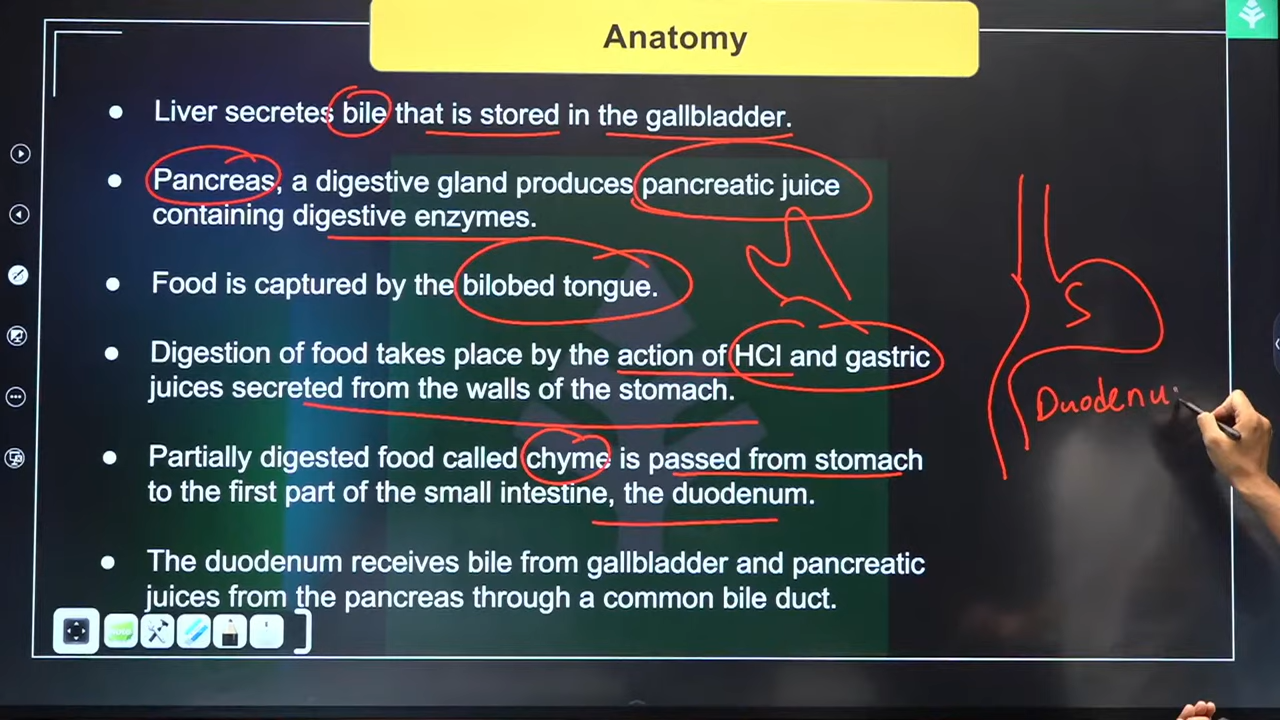 Anatomy
Liver secretes bile that is stored in the gallbladder.
Pancreas, a digestive gland produces pancreatic juice
containing digestive enzymes.
Food is captured by the bilobed tongue.
Digestion of food takes place by the action of HCl and gastric
juices secreted from the walls of the stomach.
Partially digested food called chyme is passed from stomach
to the first part of the small intestine, the duodenum.
The duodenum receives bile from gallbladder and pancreatic
juices from the pancreas through a common bile duct.
S
Duodenu